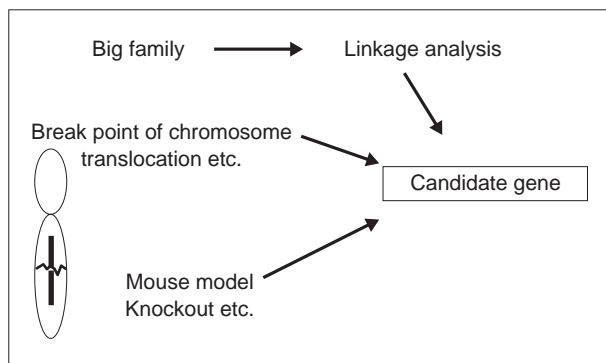 Big family
Linkage analysis
Break point of chromosome
translocation etc.
Candidate gene
Mouse model
Knockout etc.